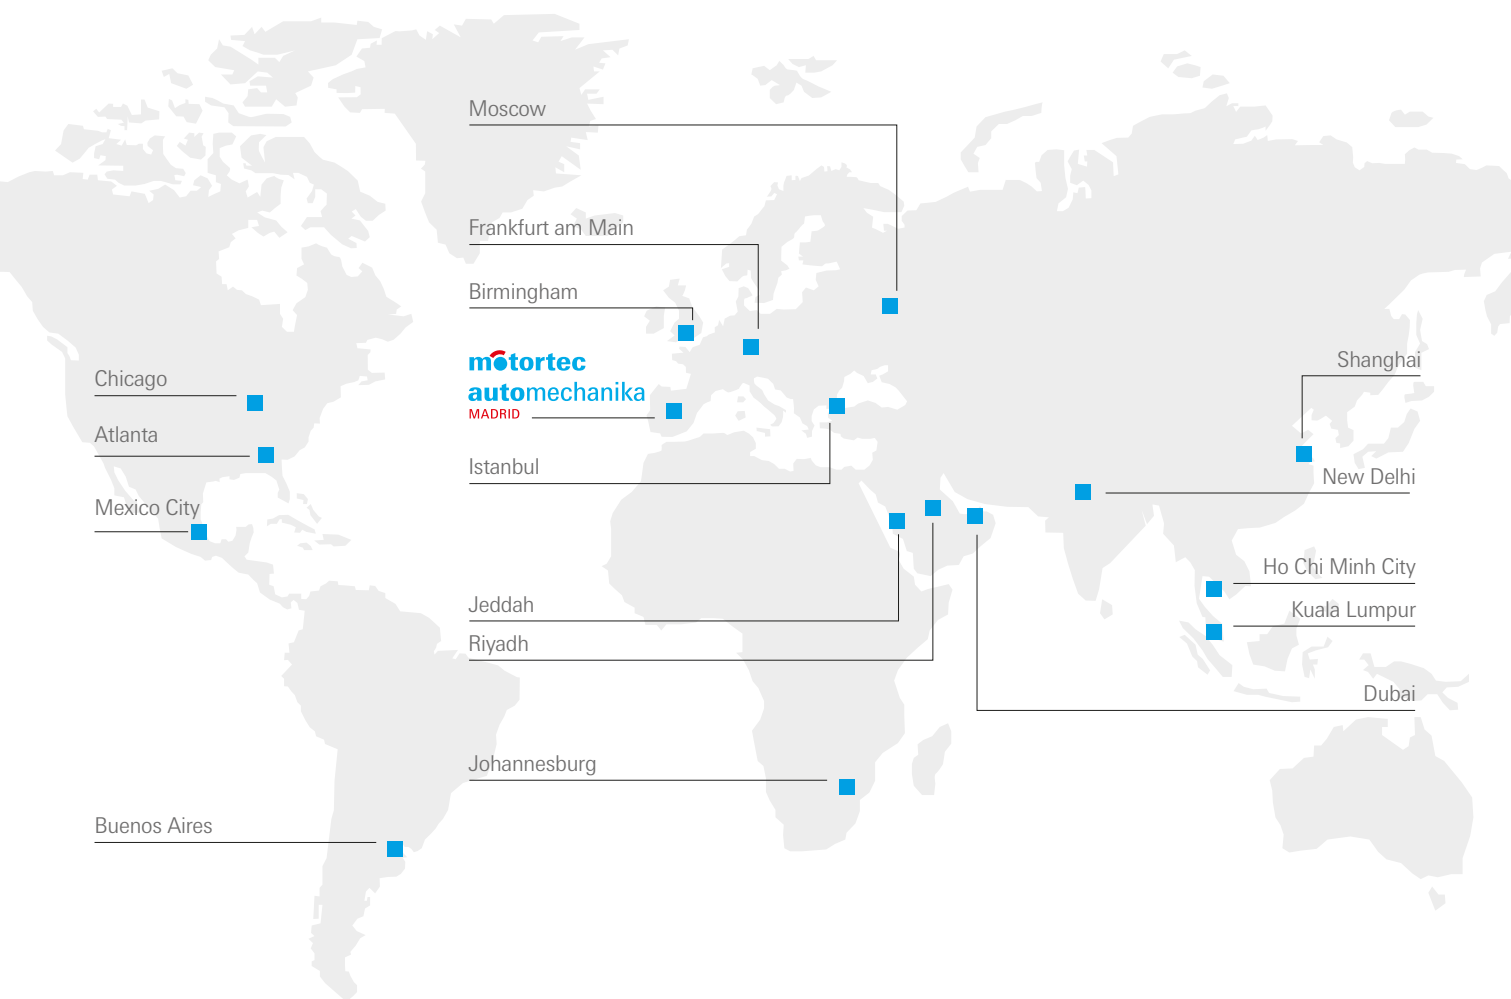 Moscow
Frankfurt am Main
Birmingham
motortec
automechanika
MADRID
Istanbul
Chicago
Atlanta
Mexico City
Shanghai
New Delhi
Ho Chi Minh City
Kuala Lumpur
Dubai
Jeddah
Riyadh
Johannesburg
Buenos Aires